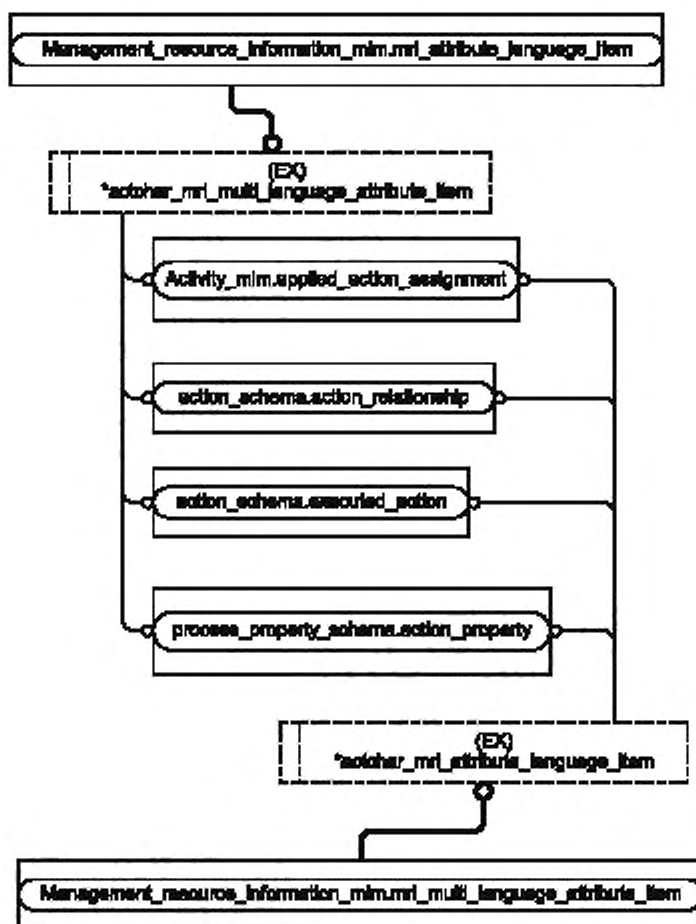 Management_resource_information_mim.mri_attribute_language_item
(EX)
*actchar_mri_multi_language_attribute_item
Activity_mim.applied_action_assignment
action_schema.action_relationship
action_schema.executed_action
process_property_schema.action_property
(EX)
*actchar_mri_attribute_language_item
Management_resource_information_mim.mri_multi_language_attribute_item